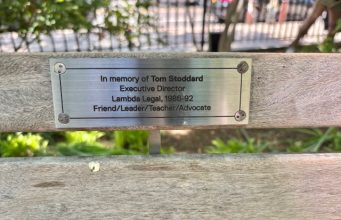 In memory of Tom Stoddard
Executive Director
Lambda Legal, 1986-92
Friend/Leader/Teacher/Advocate